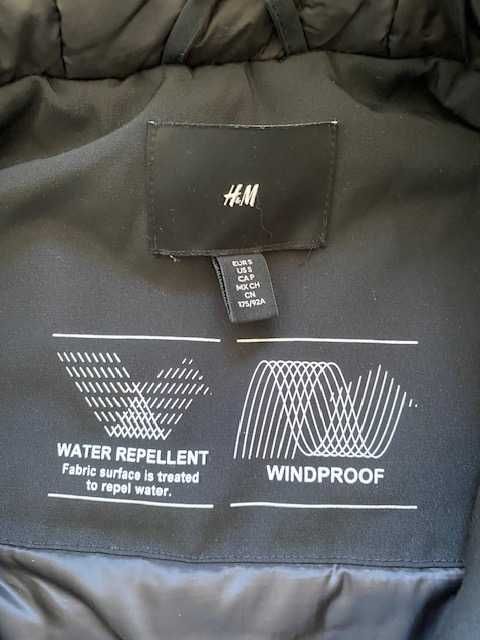 H&M
EUR S
US S
CA P
MX CH
CN
175/92A
WATER REPELLENT
Fabric surface is treated
to repel water.
WINDPROOF